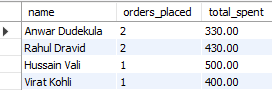 name orders_placed total_spent
Anwar Dudekula 2 330.00
Rahul Dravid 2 430.00
Hussain Vali 1 500.00
Virat Kohli 1 400.00